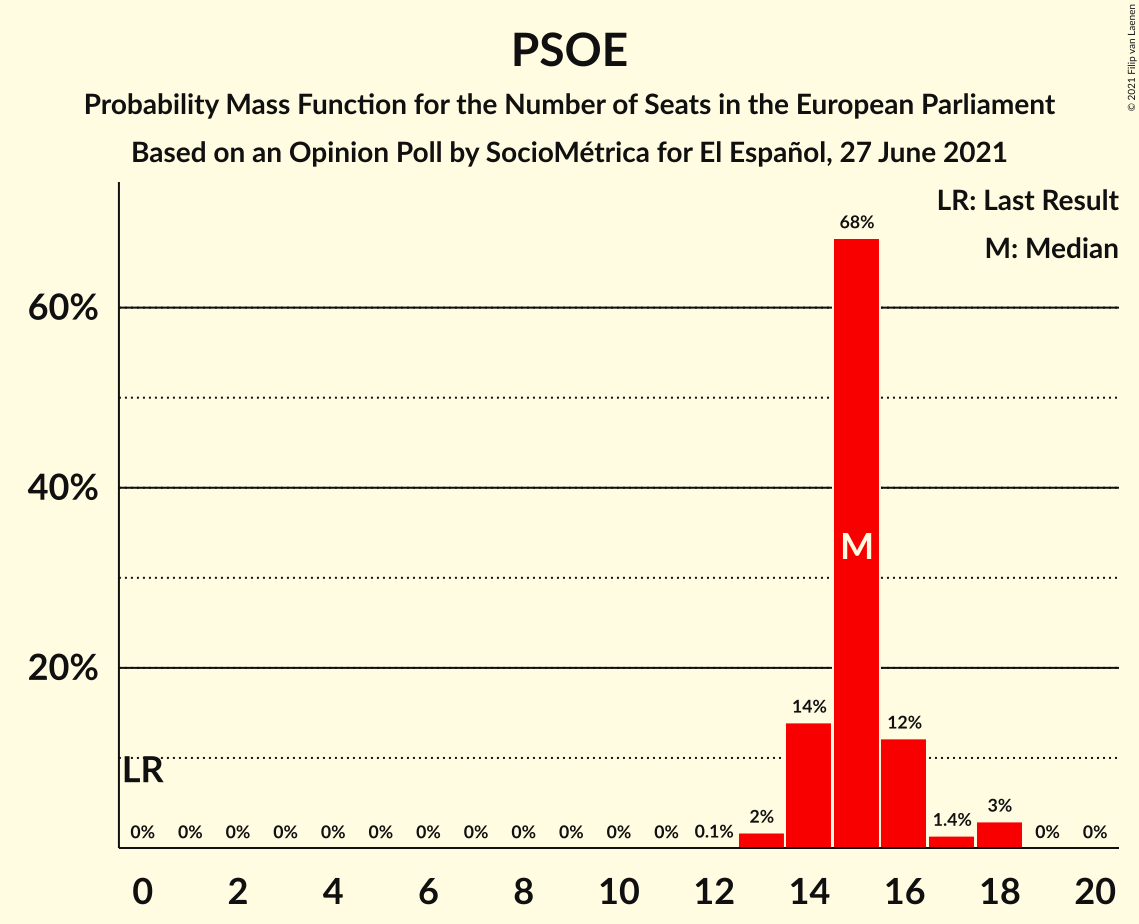 PSOE
Probability Mass Function for the Number of Seats in the European Parliament
Based on an Opinion Poll by SocioMétrica for El Español, 27 June 2021
© 2021 Filip van Laenen
LR: Last Result
M: Median
60%
40%
20%
LR
M
0% 0% 0% 0% 0% 0% 0% 0% 0% 0% 0% 0% 0.1% 2% 14% 68% 12% 1.4% 3% 0% 0%
0 2 4 6 8 10 12 14 16 18 20